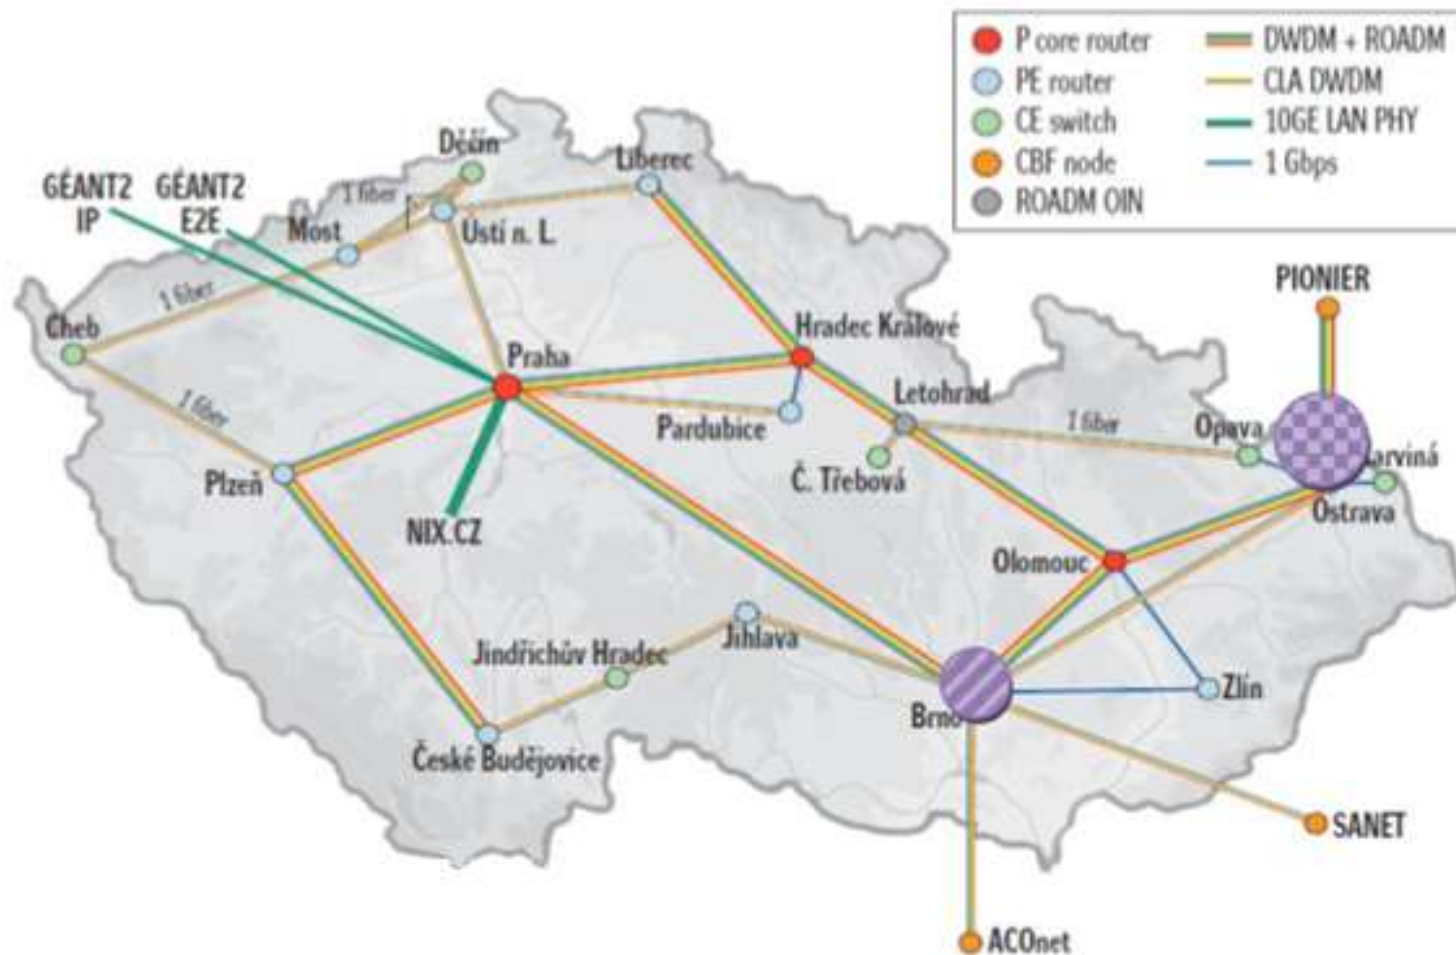 P core router
PE router
CE switch
CBF node
ROADM OIN
DWDM + ROADM
CLA DWDM
10GE LAN PHY
1 Gbps
Děčín
Liberec
GÉANT2
IP
GÉANT2
E2E
1 fiber
Most
Ústí n. L.
1 fiber
Cheb
PIONIER
Hradec Králové
Praha
Letohrad
1 fiber
Pardubice
1 fiber
Opava
Plzeň
Č. Třebová
arviná
NIX.CZ
Ostrava
Olomouc
Jihlava
Jindřichův Hradec
Zlín
Brno
České Budějovice
SANET
ACOnet